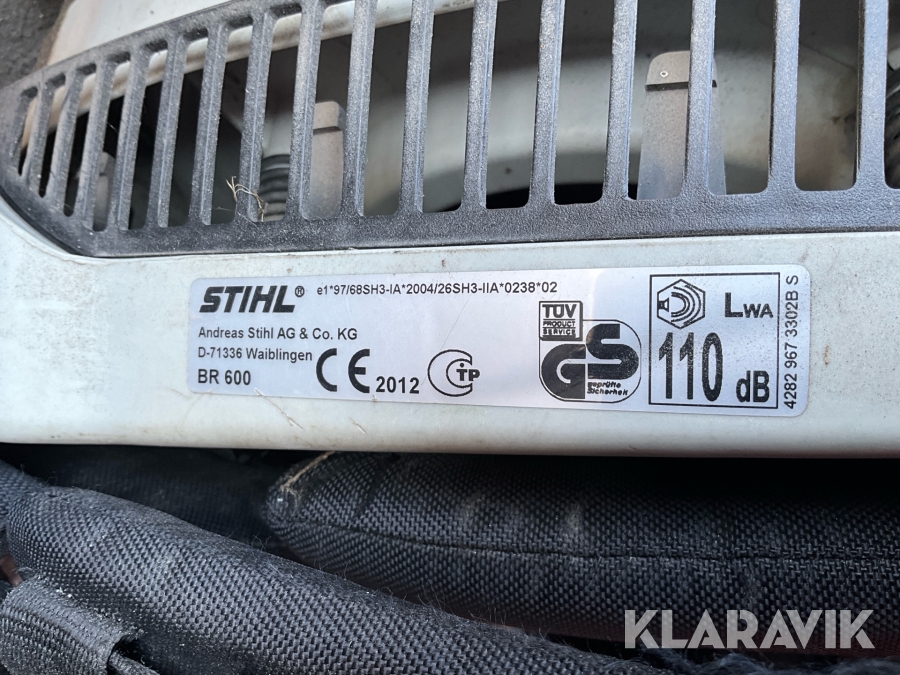 STIHL® e1*97/68SH3-IA*2004/26SH3-IIA*0238*02
Andreas Stihl AG & Co. KG
D-71336 Waiblingen
BR 600
CE 2012
CTP
TÜV
PRODUCT
SERVICE
GS
geprüfte
Sicherheit
LWA
110 dB
4282 967 3302B S
KLARAVIK